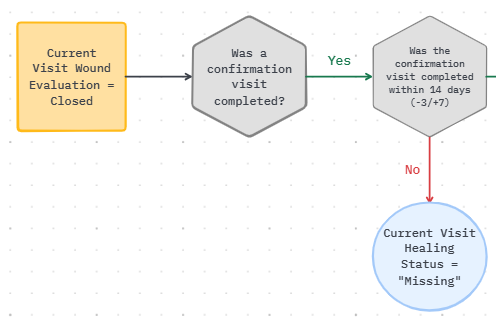 Current
Visit Wound
Evaluation =
Closed
Was a
confirmation
visit
completed?
Yes
Was the
confirmation
visit completed
within 14 days
(-3/+7)
No
Current Visit
Healing
Status =
"Missing"